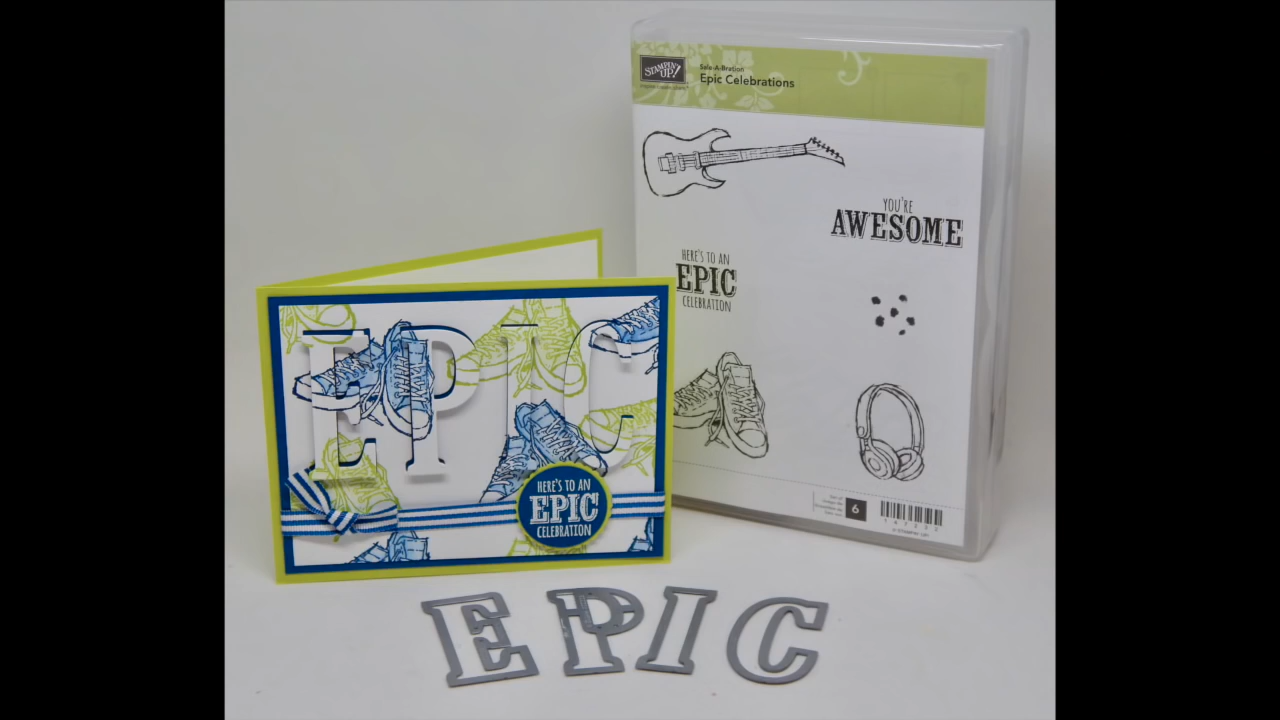 STAMPIN' UP!
Sale-A-Bration
Epic Celebrations
YOU'RE
AWESOME
HERE'S TO AN
EPIC
CELEBRATION
6
EPIC
HERE'S TO AN
EPIC
CELEBRATION
EPIC